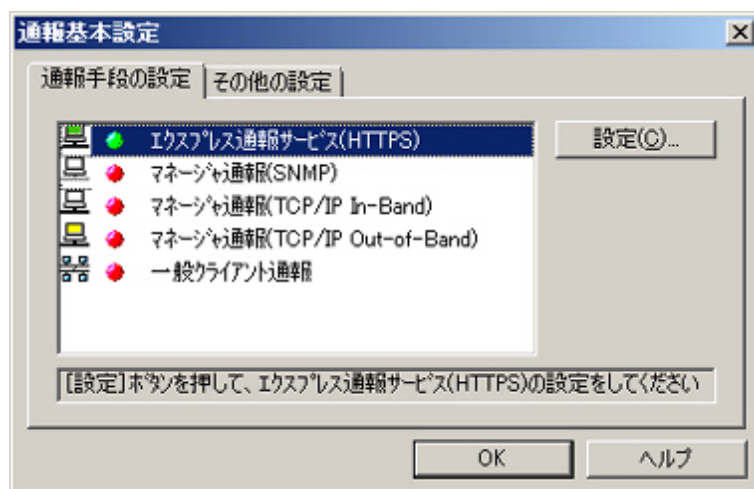 通報基本設定
通報手段の設定 その他の設定
ｴｸｽﾌﾟﾚｽ通報ｻｰﾋﾞｽ(HTTPS) 設定(C)...
ﾏﾈｰｼﾞｬ通報(SNMP)
ﾏﾈｰｼﾞｬ通報(TCP/IP In-Band)
ﾏﾈｰｼﾞｬ通報(TCP/IP Out-of-Band)
一般ｸﾗｲｱﾝﾄ通報
[設定]ﾎﾞﾀﾝを押して、ｴｸｽﾌﾟﾚｽ通報ｻｰﾋﾞｽ(HTTPS)の設定をしてください
OK ヘルプ